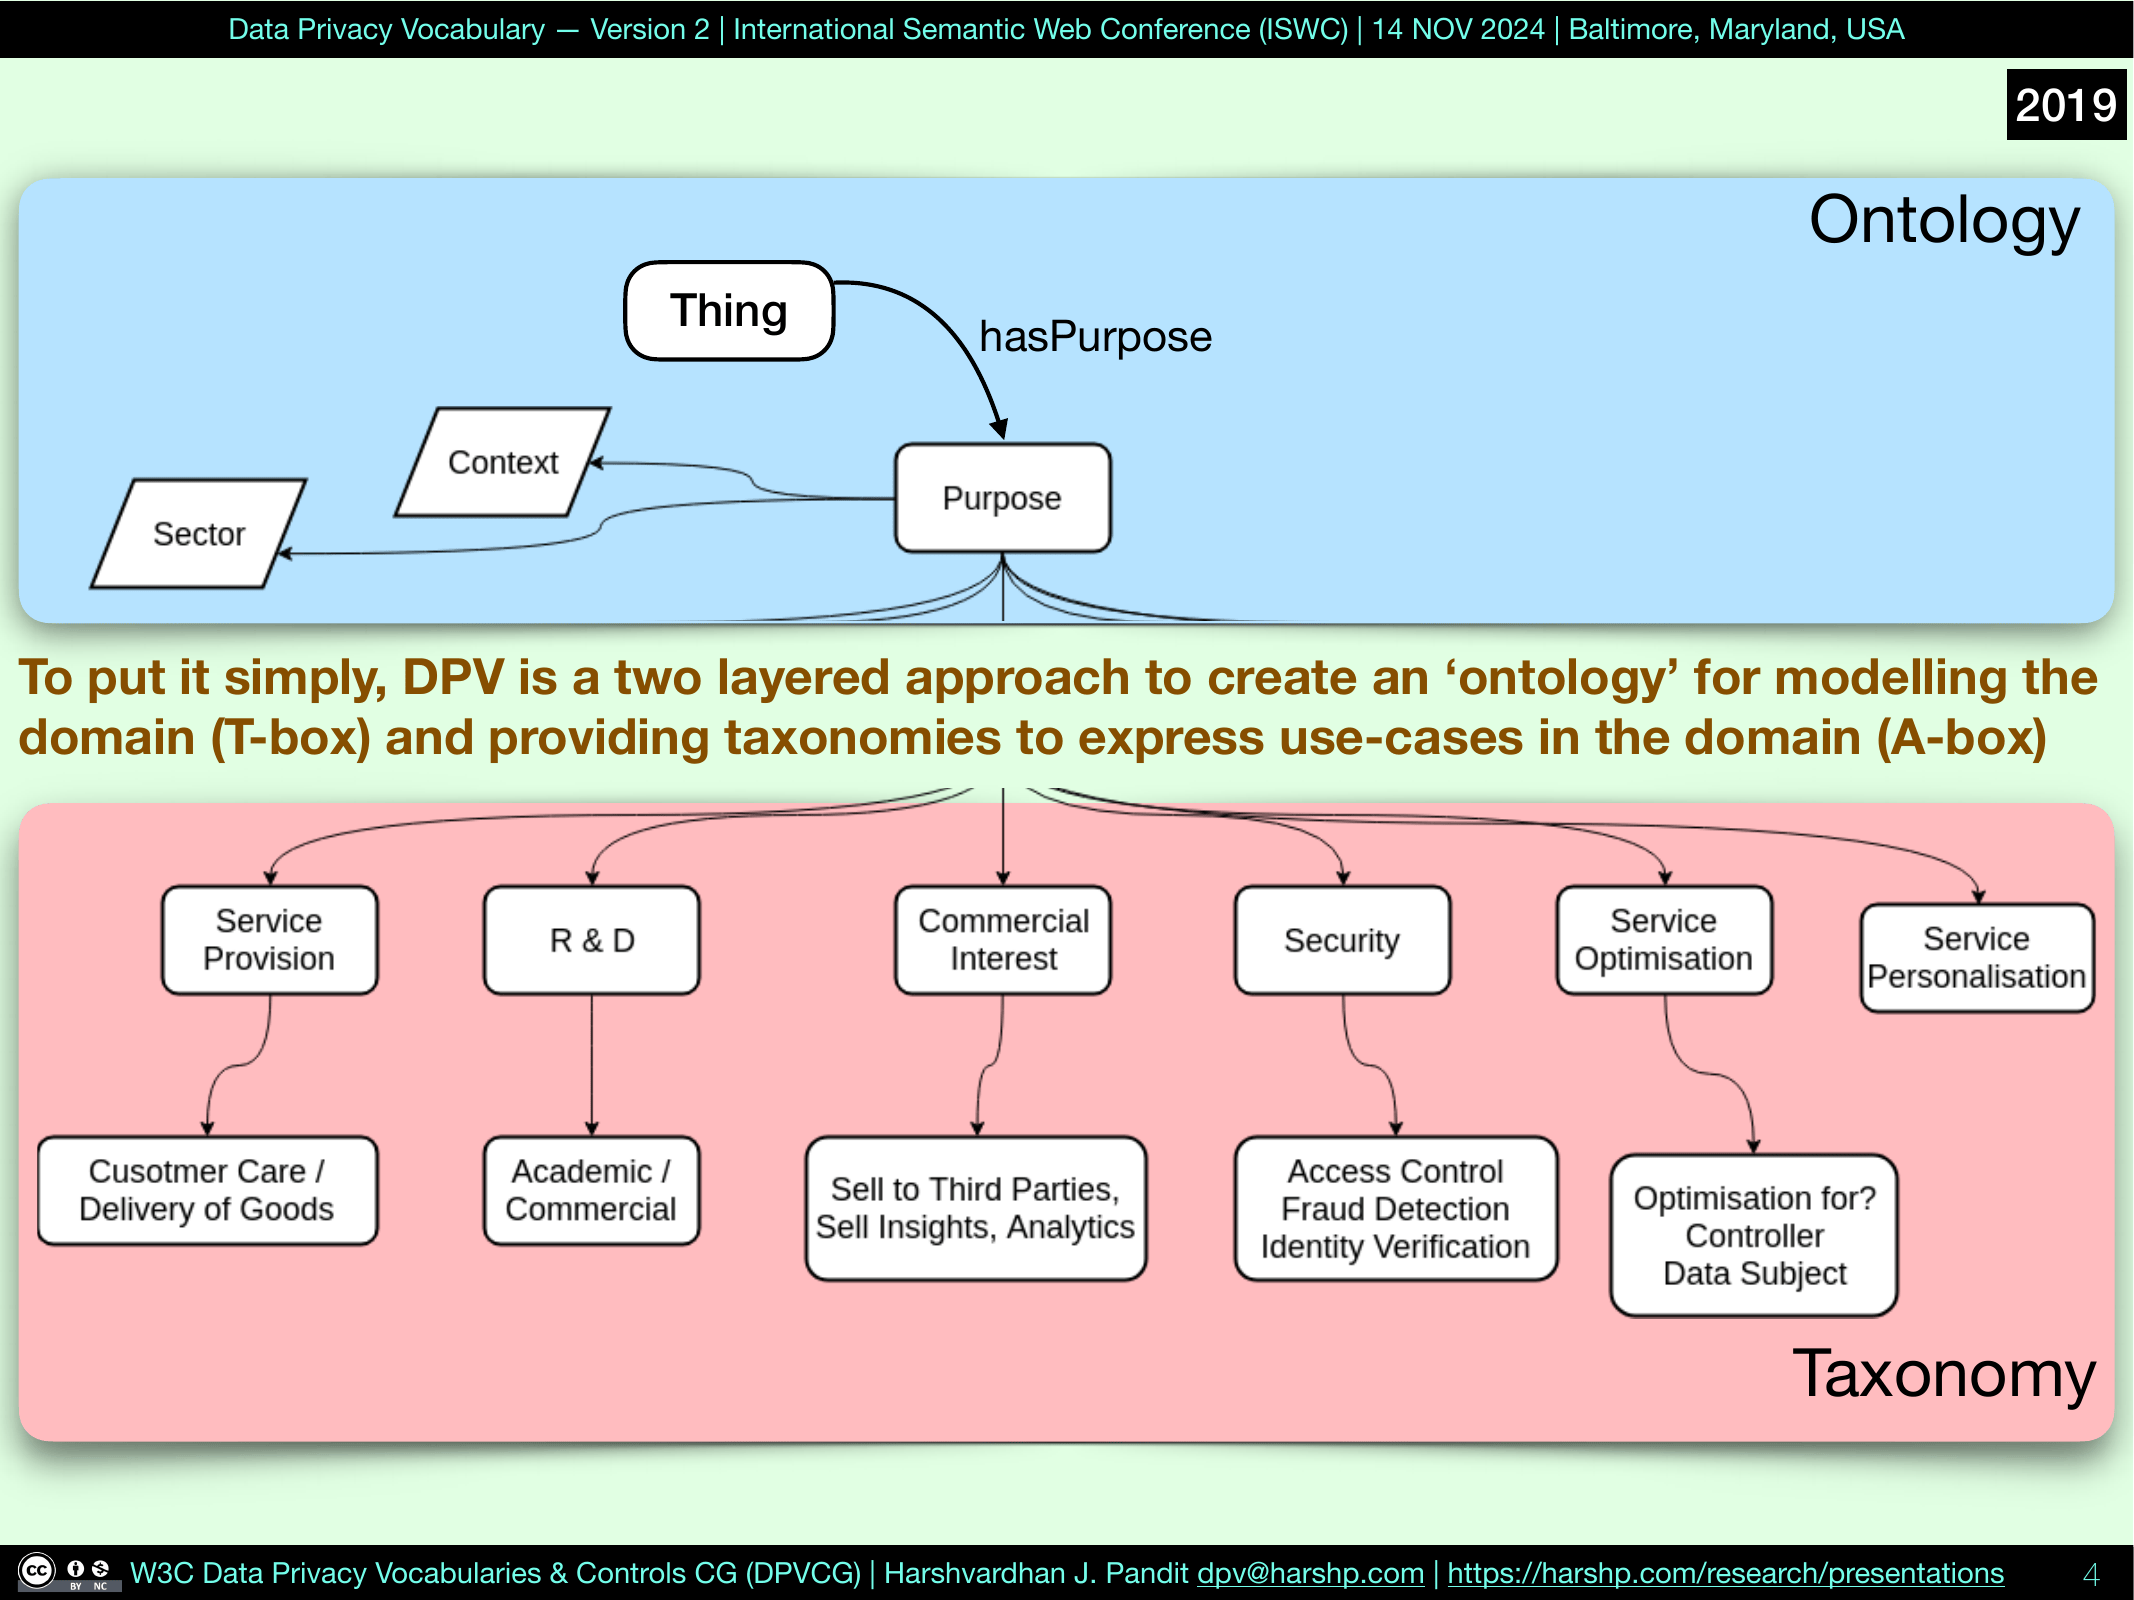 Data Privacy Vocabulary — Version 2 | International Semantic Web Conference (ISWC) | 14 NOV 2024 | Baltimore, Maryland, USA
2019
Ontology
Thing
hasPurpose
Context
Purpose
Sector
To put it simply, DPV is a two layered approach to create an ‘ontology’ for modelling the
domain (T-box) and providing taxonomies to express use-cases in the domain (A-box)
Service
Provision
R & D
Commercial
Interest
Security
Service
Optimisation
Service
Personalisation
Cusotmer Care /
Delivery of Goods
Academic /
Commercial
Sell to Third Parties,
Sell Insights, Analytics
Access Control
Fraud Detection
Identity Verification
Optimisation for?
Controller
Data Subject
Taxonomy
cc BY NC
W3C Data Privacy Vocabularies & Controls CG (DPVCG) | Harshvardhan J. Pandit dpv@harshp.com | https://harshp.com/research/presentations
4